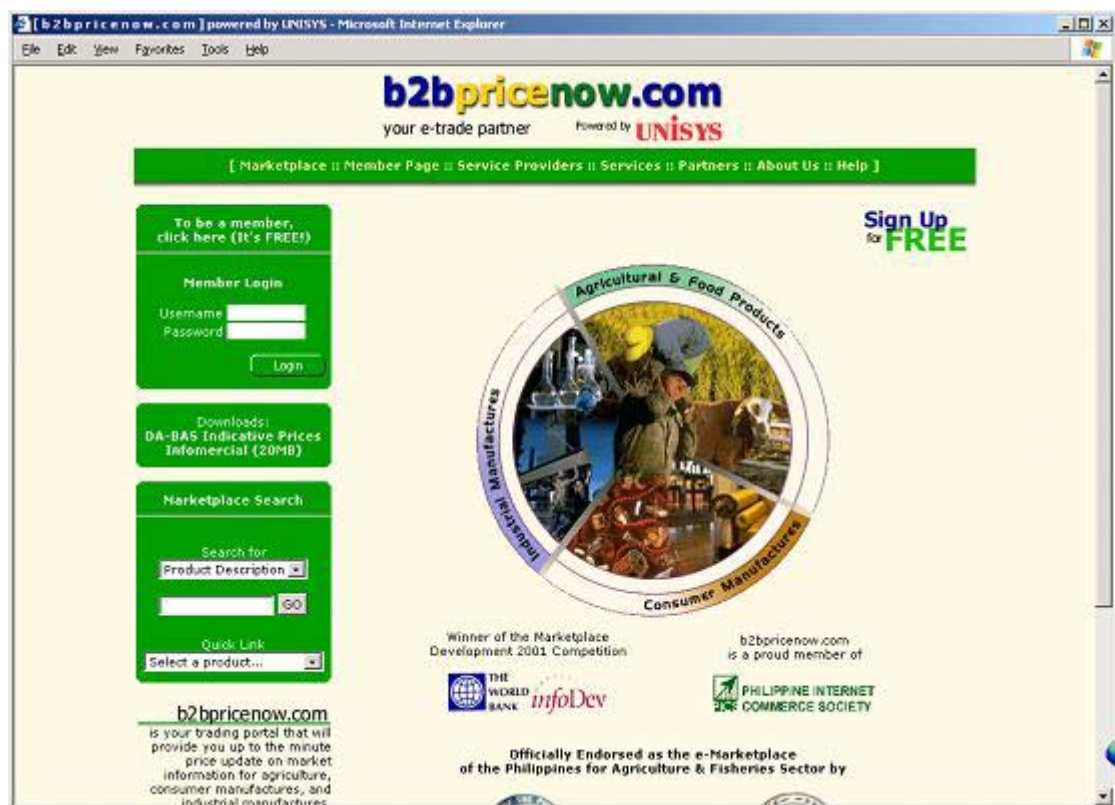 [ b 2 b p r i c e n o w . c o m ] powered by UNISYS - Microsoft Internet Explorer
File Edit View Favorites Tools Help
b2bpricenow.com
your e-trade partner Powered by UNISYS
[ Marketplace :: Member Page :: Service Providers :: Services :: Partners :: About Us :: Help ]
To be a member,
click here (It's FREE!)
Member Login
Username
Password
Login
Downloads:
DA-BAS Indicative Prices
Infomercial (20MB)
Marketplace Search
Search for
Product Description
GO
Quick Link
Select a product...
b2bpricenow.com
is your trading portal that will
provide you up to the minute
price update on market
information for agriculture,
consumer manufactures, and
industrial manufactures.
Sign Up
for FREE
Agricultural & Food Products
Industrial Manufactures
Consumer Manufactures
Winner of the Marketplace
Development 2001 Competition
THE
WORLD
BANK
infoDev
b2bpricenow.com
is a proud member of
PICS
PHILIPPINE INTERNET
COMMERCE SOCIETY
Officially Endorsed as the e-Marketplace
of the Philippines for Agriculture & Fisheries Sector by